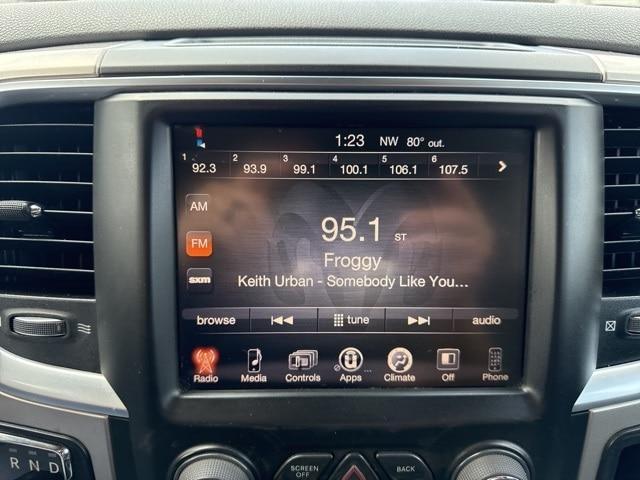 1:23 NW 80° out.
1 92.3 2 93.9 3 99.1 4 100.1 5 106.1 6 107.5
AM
95.1 ST
FM
Froggy
sxm
Keith Urban - Somebody Like You...
browse tune audio
Radio Media Controls Apps ... Climate Off Phone
R N D
SCREEN OFF BACK